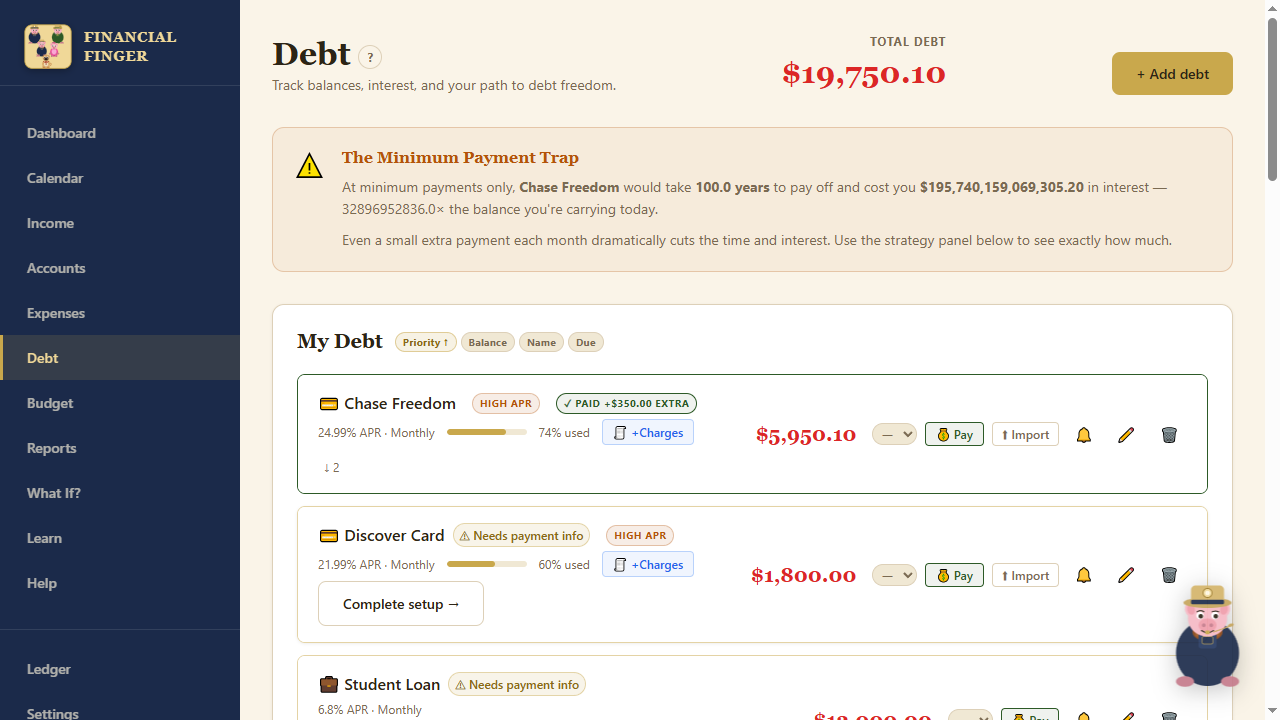 FINANCIAL
FINGER
Dashboard
Calendar
Income
Accounts
Expenses
Debt
Budget
Reports
What If?
Learn
Help
Ledger
Settings
Debt ?
Track balances, interest, and your path to debt freedom.
TOTAL DEBT
$19,750.10
+ Add debt
The Minimum Payment Trap
At minimum payments only, Chase Freedom would take 100.0 years to pay off and cost you $195,740,159,069,305.20 in interest —
32896952836.0× the balance you're carrying today.
Even a small extra payment each month dramatically cuts the time and interest. Use the strategy panel below to see exactly how much.
My Debt Priority ↑ Balance Name Due
Chase Freedom HIGH APR ✓ PAID +$350.00 EXTRA
24.99% APR · Monthly 74% used +Charges
↓ 2
$5,950.10 — Pay ⬆ Import
Discover Card ⚠ Needs payment info HIGH APR
21.99% APR · Monthly 60% used +Charges
Complete setup →
$1,800.00 — Pay ⬆ Import
Student Loan ⚠ Needs payment info
6.8% APR · Monthly
$12,000.00 — Pay